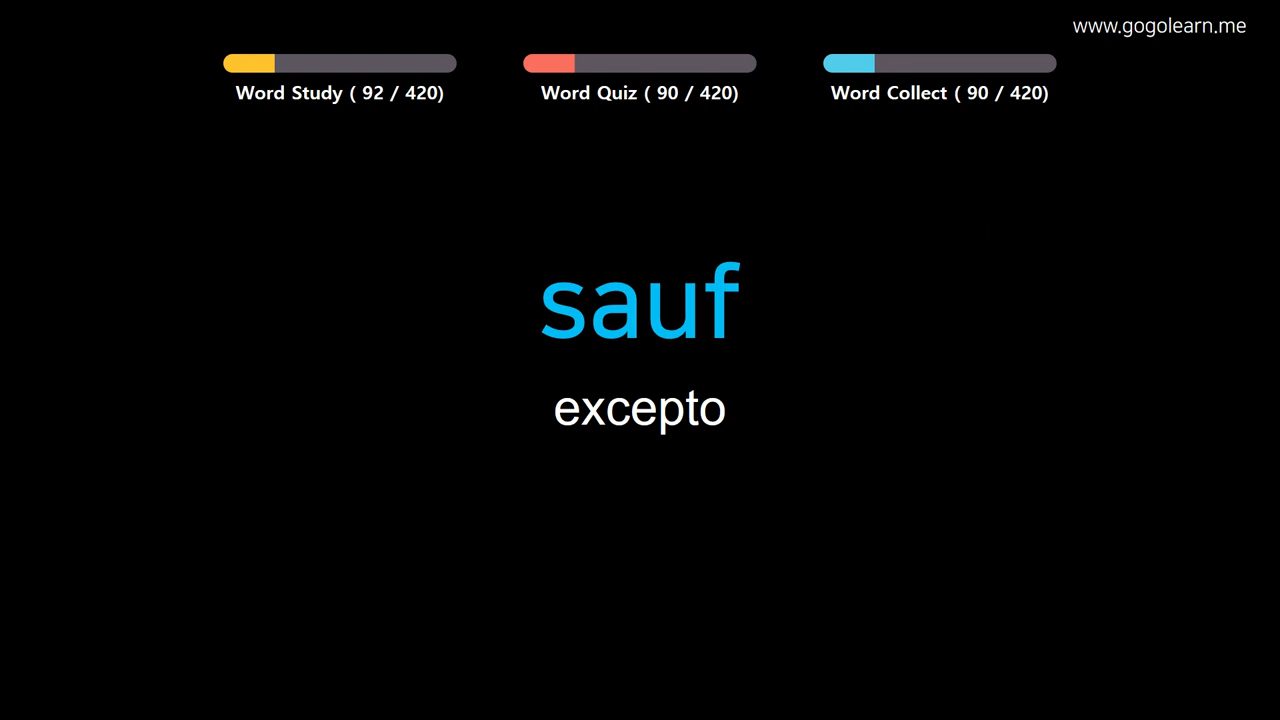 www.gogolearn.me
Word Study ( 92 / 420)
Word Quiz ( 90 / 420)
Word Collect ( 90 / 420)
sauf
excepto